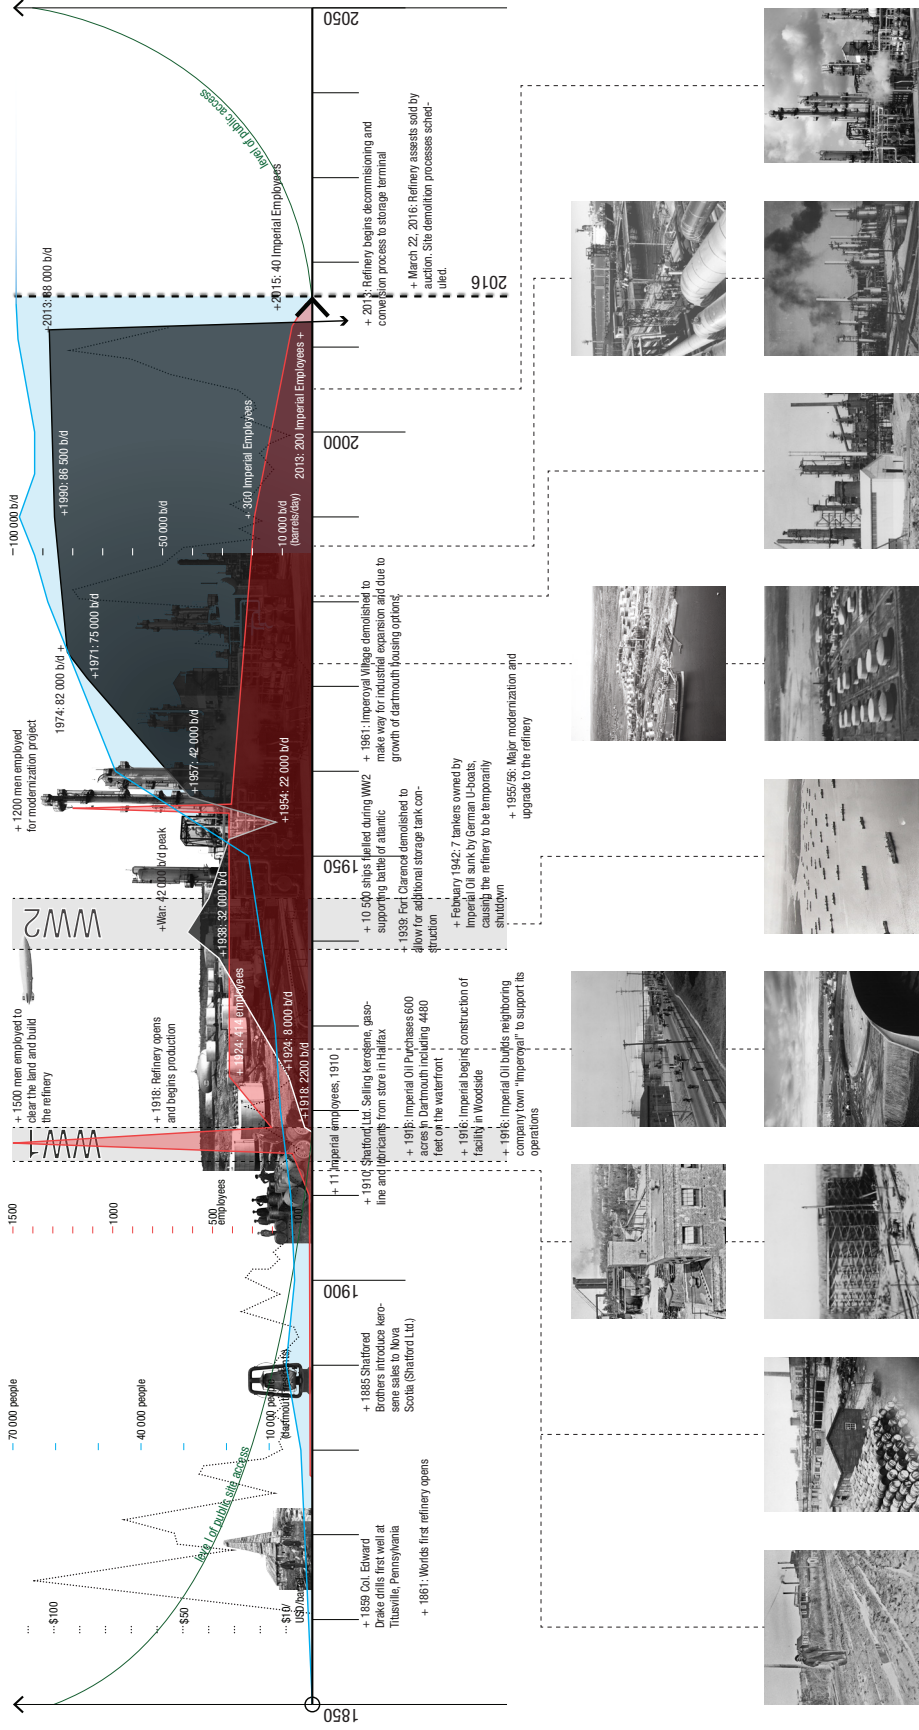 1850
1900
1950
2000
2016
2050
... $100
...
... $50
...
... $10/
USD/barrel
level of public site access
70 000 people
40 000 people
10 000
1500
1000
500
employees
100
+ 1859 Col. Edward
Drake drills first well at
Titusville, Pennsylvania
+ 1861: Worlds first refinery opens
+ 1885 Shatfored
Brothers introduce kero-
sene sales to Nova
Scotia (Shatford Ltd.)
WW1
+ 1500 men employed to
clear the land and build
the refinery
+ 1918: Refinery opens
and begins production
+1924: 414 employees
+1924: 8 000 b/d
+1918: 2200 b/d
+ 11 Imperial employees, 1910
+ 1910: Shatford Ltd. Selling kerosene, gaso-
line and lubricants from store in Halifax
+ 1916: Imperial Oil Purchases 600
acres in Dartmouth including 4480
feet on the waterfront
+ 1916: Imperial begins construction of
facility in Woodside
+ 1916: Imperial Oil builds neighboring
company town "Imperoyal" to support its
operations
WW2
+War: 42 000 b/d peak
+1938: 32 000 b/d
+ 10 500 ships fuelled during WW2
supporting battle of atlantic
+ 1939: Fort Clarence demolished to
allow for additional storage tank con-
struction
+ February 1942: 7 tankers owned by
Imperial Oil sunk by German U-boats,
causing the refinery to be temporarily
shutdown
+ 1200 men employed
for modernization project
+1957: 42 000 b/d
+1954: 22 000 b/d
+ 1955/56: Major modernization and
upgrade to the refinery
+ 1961: Imperoyal Village demolished to
make way for industrial expansion and due to
growth of dartmouth housing options.
1974: 82 000 b/d +
+1971: 75 000 b/d
100 000 b/d
50 000 b/d
10 000 b/d
(barrels/day)
+1990: 86 500 b/d
+ 300 Imperial Employees
2013: 200 Imperial Employees +
+2013: 88 000 b/d
+2015: 40 Imperial Employees
+ 2013: Refinery begins decommisioning and
conversion process to storage terminal
+ March 22, 2016: Refinery assests sold by
auction. Site demolition processes sched-
uled.
level of public access